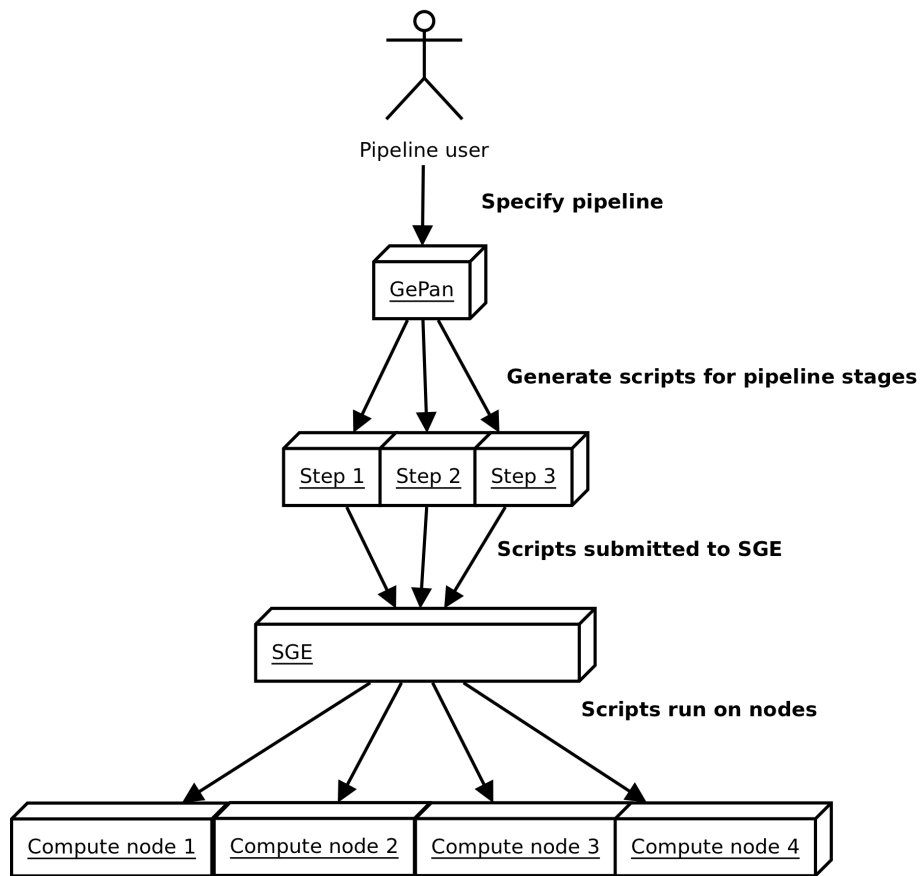 Pipeline user
Specify pipeline
GePan
Generate scripts for pipeline stages
Step 1
Step 2
Step 3
Scripts submitted to SGE
SGE
Scripts run on nodes
Compute node 1
Compute node 2
Compute node 3
Compute node 4